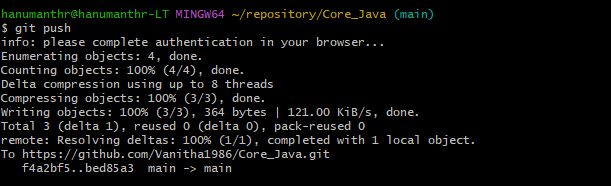 hanumanthr@hanumanthr-LT MINGW64 ~/repository/Core_Java (main)
$ git push
info: please complete authentication in your browser...
Enumerating objects: 4, done.
Counting objects: 100% (4/4), done.
Delta compression using up to 8 threads
Compressing objects: 100% (3/3), done.
Writing objects: 100% (3/3), 364 bytes | 121.00 KiB/s, done.
Total 3 (delta 1), reused 0 (delta 0), pack-reused 0
remote: Resolving deltas: 100% (1/1), completed with 1 local object.
To https://github.com/Vanitha1986/Core_Java.git
   f4a2bf5..bed85a3  main -> main